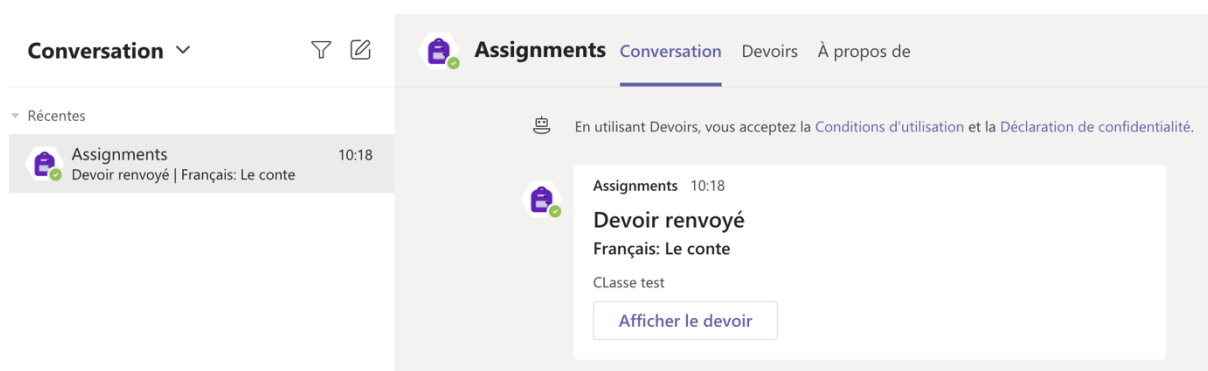 Conversation
Récentes
Assignments 10:18
Devoir renvoyé | Français: Le conte
Assignments Conversation Devoirs À propos de
En utilisant Devoirs, vous acceptez la Conditions d'utilisation et la Déclaration de confidentialité.
Assignments 10:18
Devoir renvoyé
Français: Le conte
CLasse test
Afficher le devoir